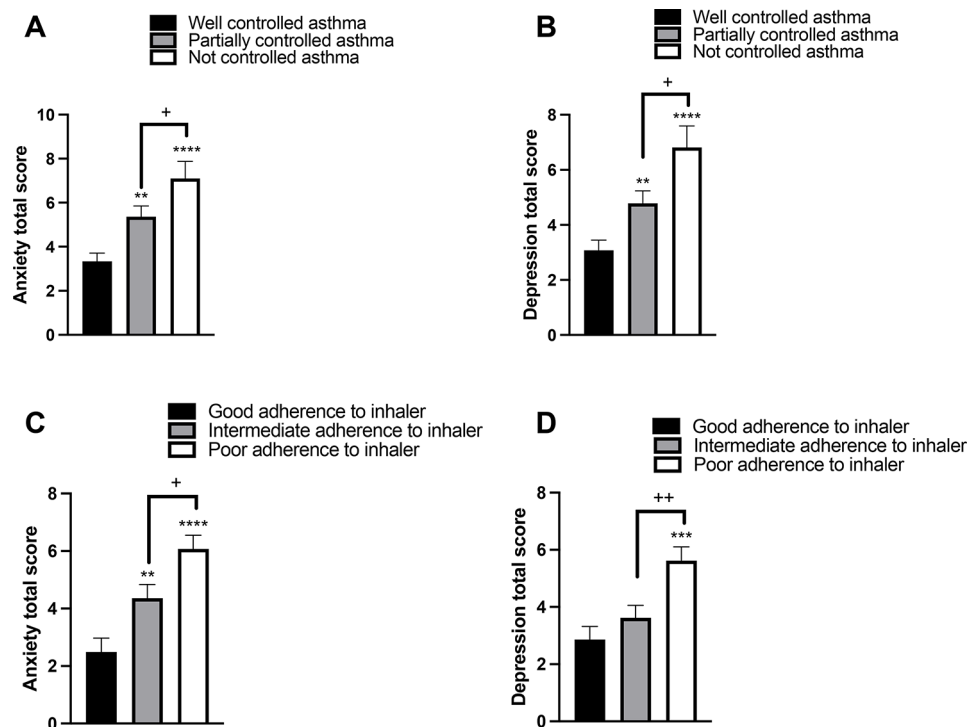 A
Well controlled asthma
Partially controlled asthma
Not controlled asthma
Anxiety total score
10
8
6
4
2
0
**
+
****
B
Well controlled asthma
Partially controlled asthma
Not controlled asthma
Depression total score
8
6
4
2
0
**
+
****
C
Good adherence to inhaler
Intermediate adherence to inhaler
Poor adherence to inhaler
Anxiety total score
8
6
4
2
0
**
+
****
D
Good adherence to inhaler
Intermediate adherence to inhaler
Poor adherence to inhaler
Depression total score
8
6
4
2
0
++
***